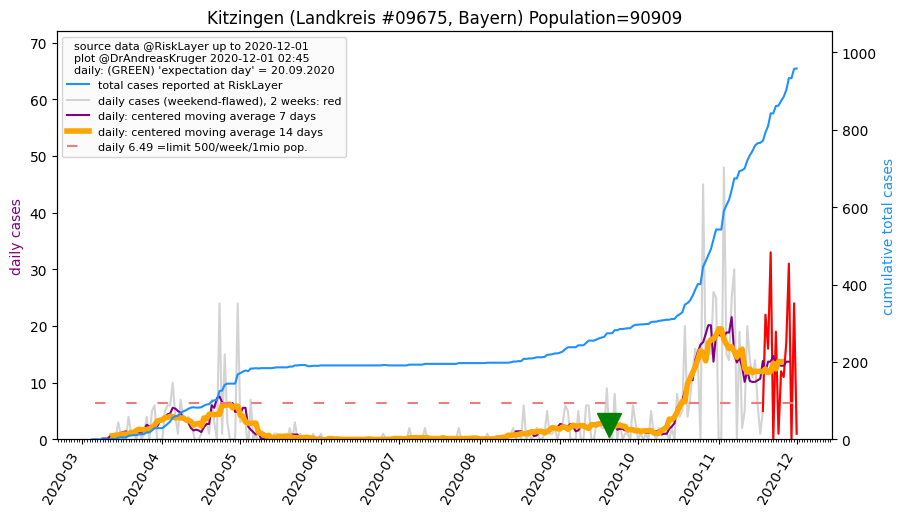 Kitzingen (Landkreis #09675, Bayern) Population=90909
source data @RiskLayer up to 2020-12-01
plot @DrAndreasKruger 2020-12-01 02:45
daily: (GREEN) 'expectation day' = 20.09.2020
total cases reported at RiskLayer
daily cases (weekend-flawed), 2 weeks: red
daily: centered moving average 7 days
daily: centered moving average 14 days
daily 6.49 =limit 500/week/1mio pop.
daily cases
70
60
50
40
30
20
10
0
1000
800
600
400
200
0
cumulative total cases
2020-03
2020-04
2020-05
2020-06
2020-07
2020-08
2020-09
2020-10
2020-11
2020-12